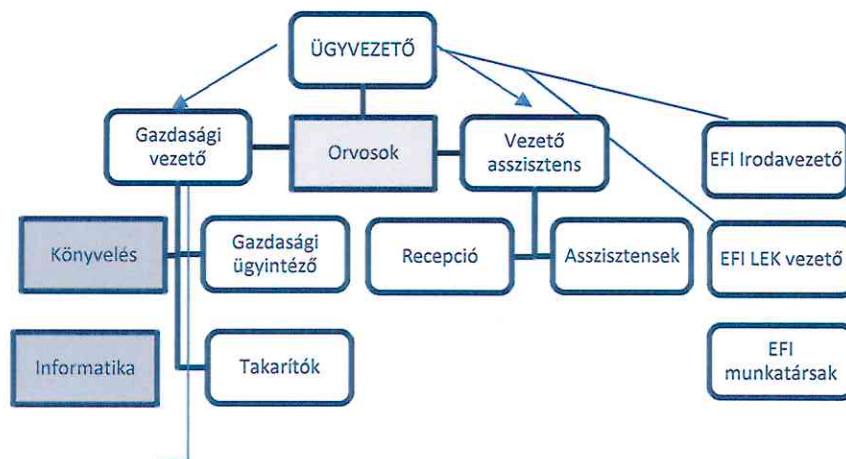 ÜGYVEZETŐ
Gazdasági
vezető
Orvosok
Vezető
asszisztens
EFI Irodavezető
Könyvelés
Gazdasági
ügyintéző
Recepció
Asszisztensek
EFI LEK vezető
Informatika
Takarítók
EFI
munkatársak